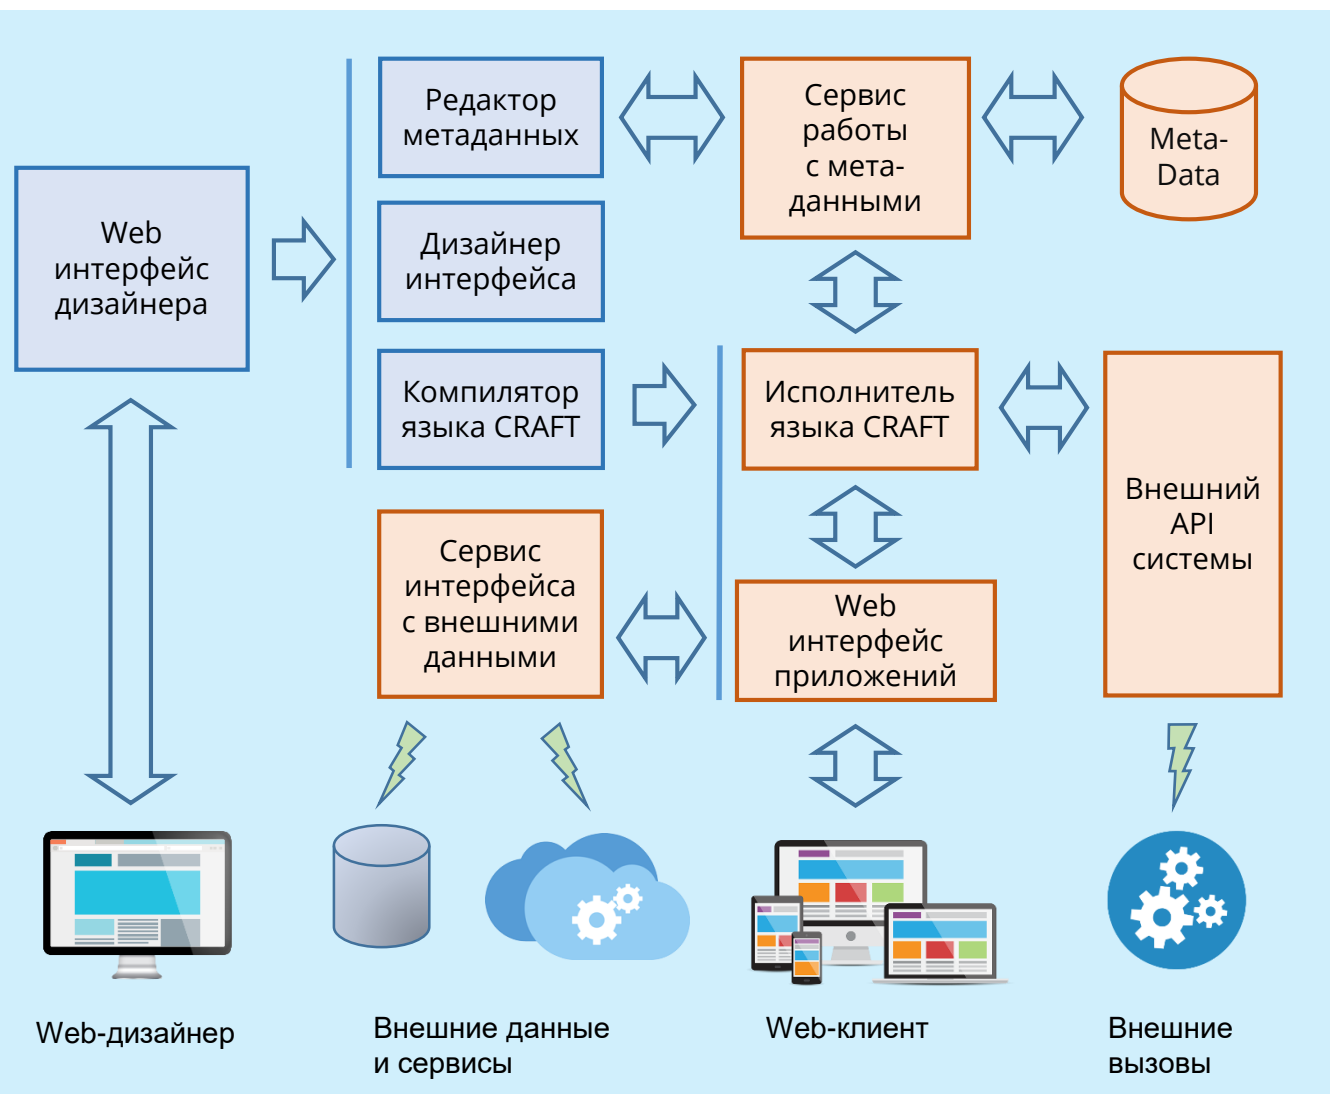 Редактор
метаданных
Сервис
работы
с мета-
данными
Meta-
Data
Web
интерфейс
дизайнера
Дизайнер
интерфейса
Компилятор
языка CRAFT
Исполнитель
языка CRAFT
Внешний
API
системы
Сервис
интерфейса
с внешними
данными
Web
интерфейс
приложений
Web-дизайнер
Внешние данные
и сервисы
Web-клиент
Внешние
вызовы